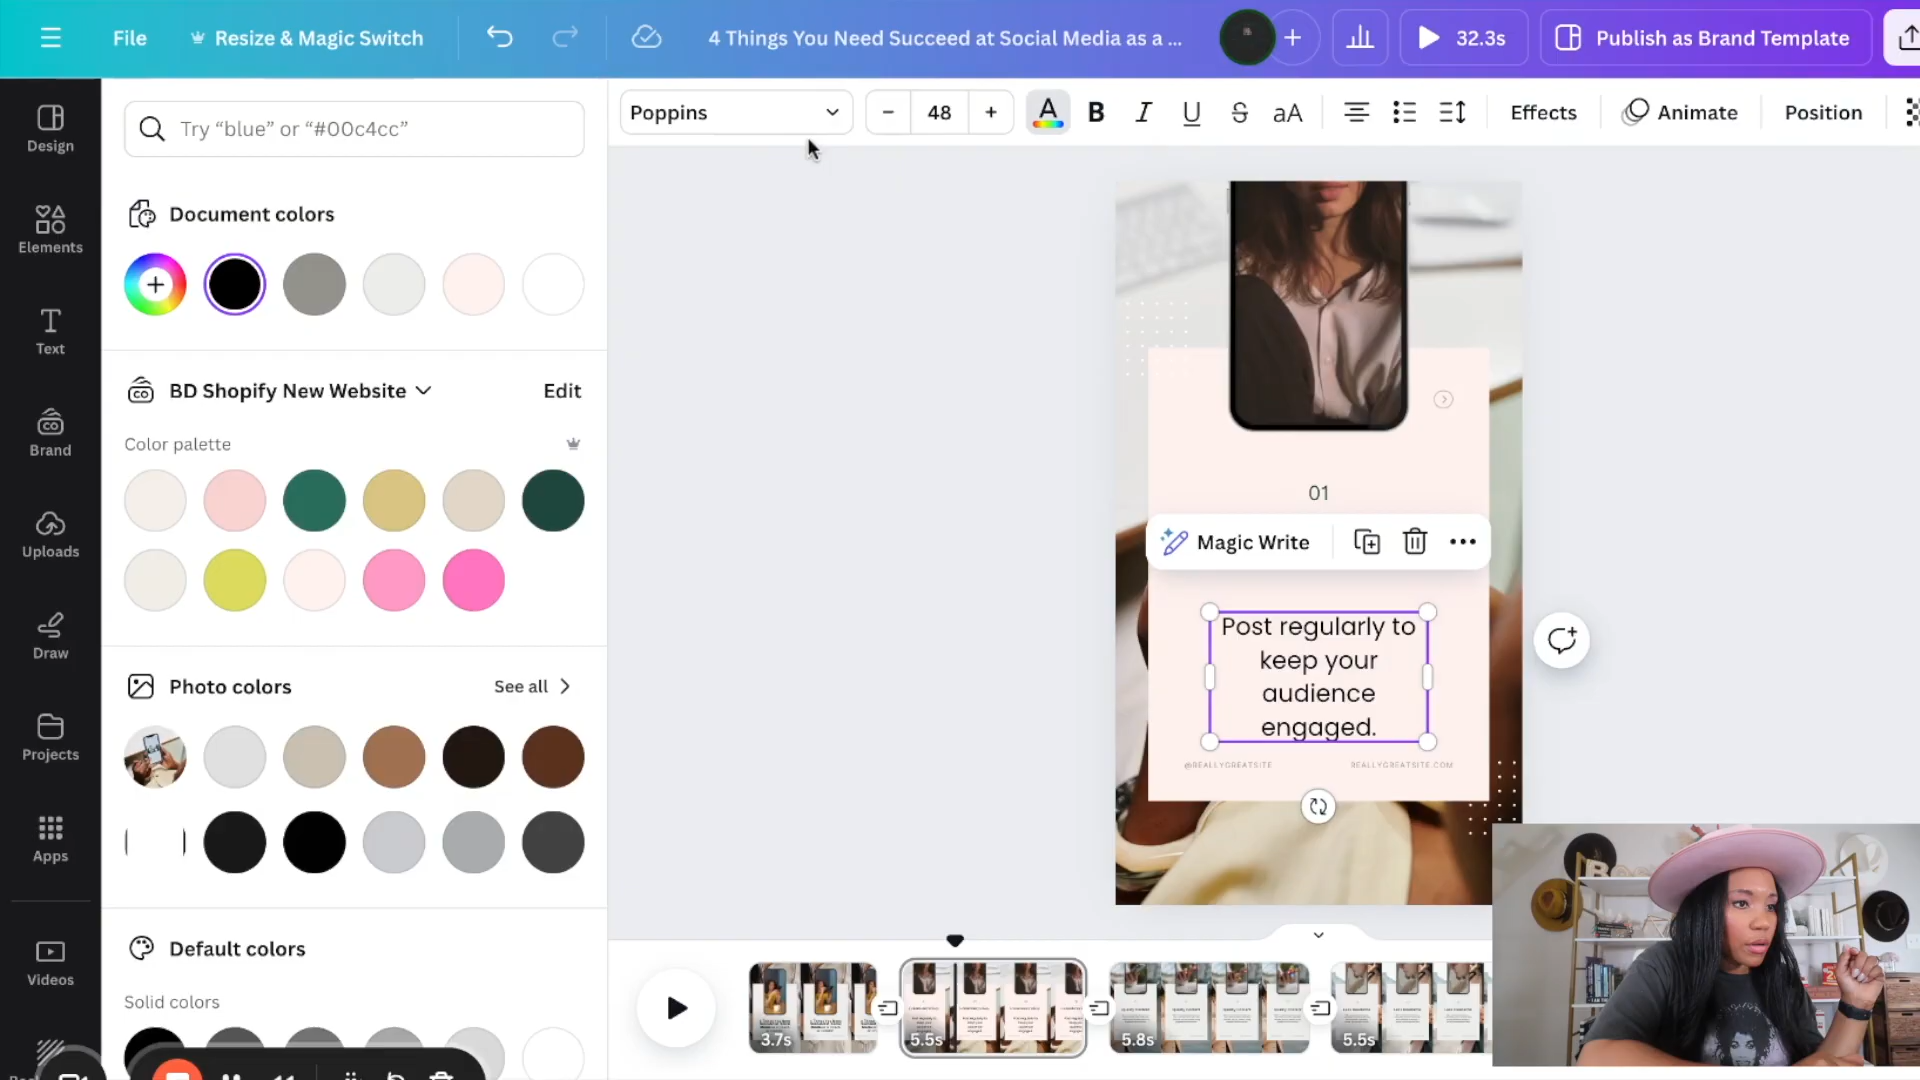 File
Resize & Magic Switch
4 Things You Need Succeed at Social Media as a ...
32.3s
Publish as Brand Template
Poppins
48
A
B
I
U
S
aA
Effects
Animate
Position
Design
Elements
Text
Brand
Uploads
Draw
Projects
Apps
Videos
Try “blue” or “#00c4cc”
Document colors
BD Shopify New Website
Edit
Color palette
Photo colors
See all
Default colors
Solid colors
01
Magic Write
Post regularly to
keep your
audience
engaged.
@REALLYGREATSITE
REALLYGREATSITE.COM
3.7s
5.5s
5.8s
5.5s